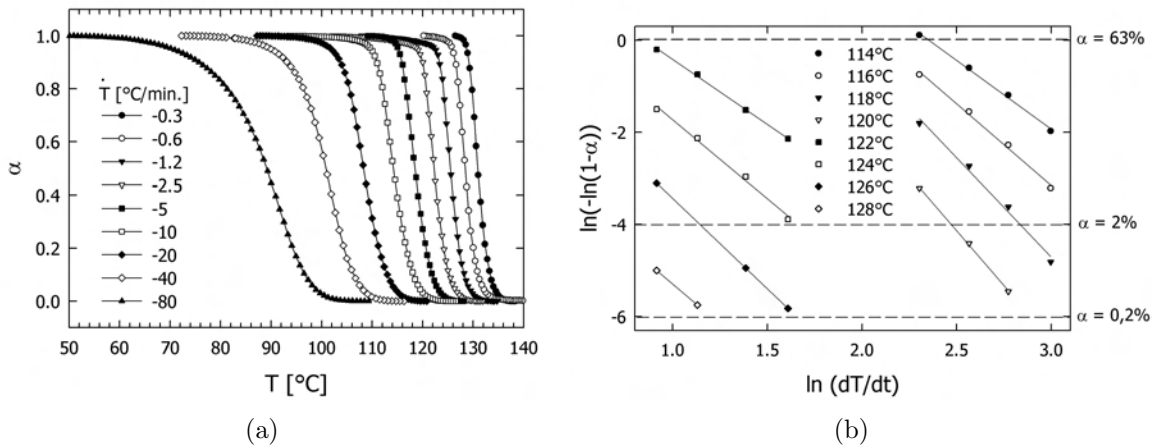 1.0
0.8
0.6
0.4
0.2
0.0
α
Ṫ [°C/min.]
-0.3
-0.6
-1.2
-2.5
-5
-10
-20
-40
-80
50 60 70 80 90 100 110 120 130 140
T [°C]
(a)
0
-2
-4
-6
ln(-ln(1-α))
114°C
116°C
118°C
120°C
122°C
124°C
126°C
128°C
α = 63%
α = 2%
α = 0,2%
1.0 1.5 2.0 2.5 3.0
ln (dT/dt)
(b)